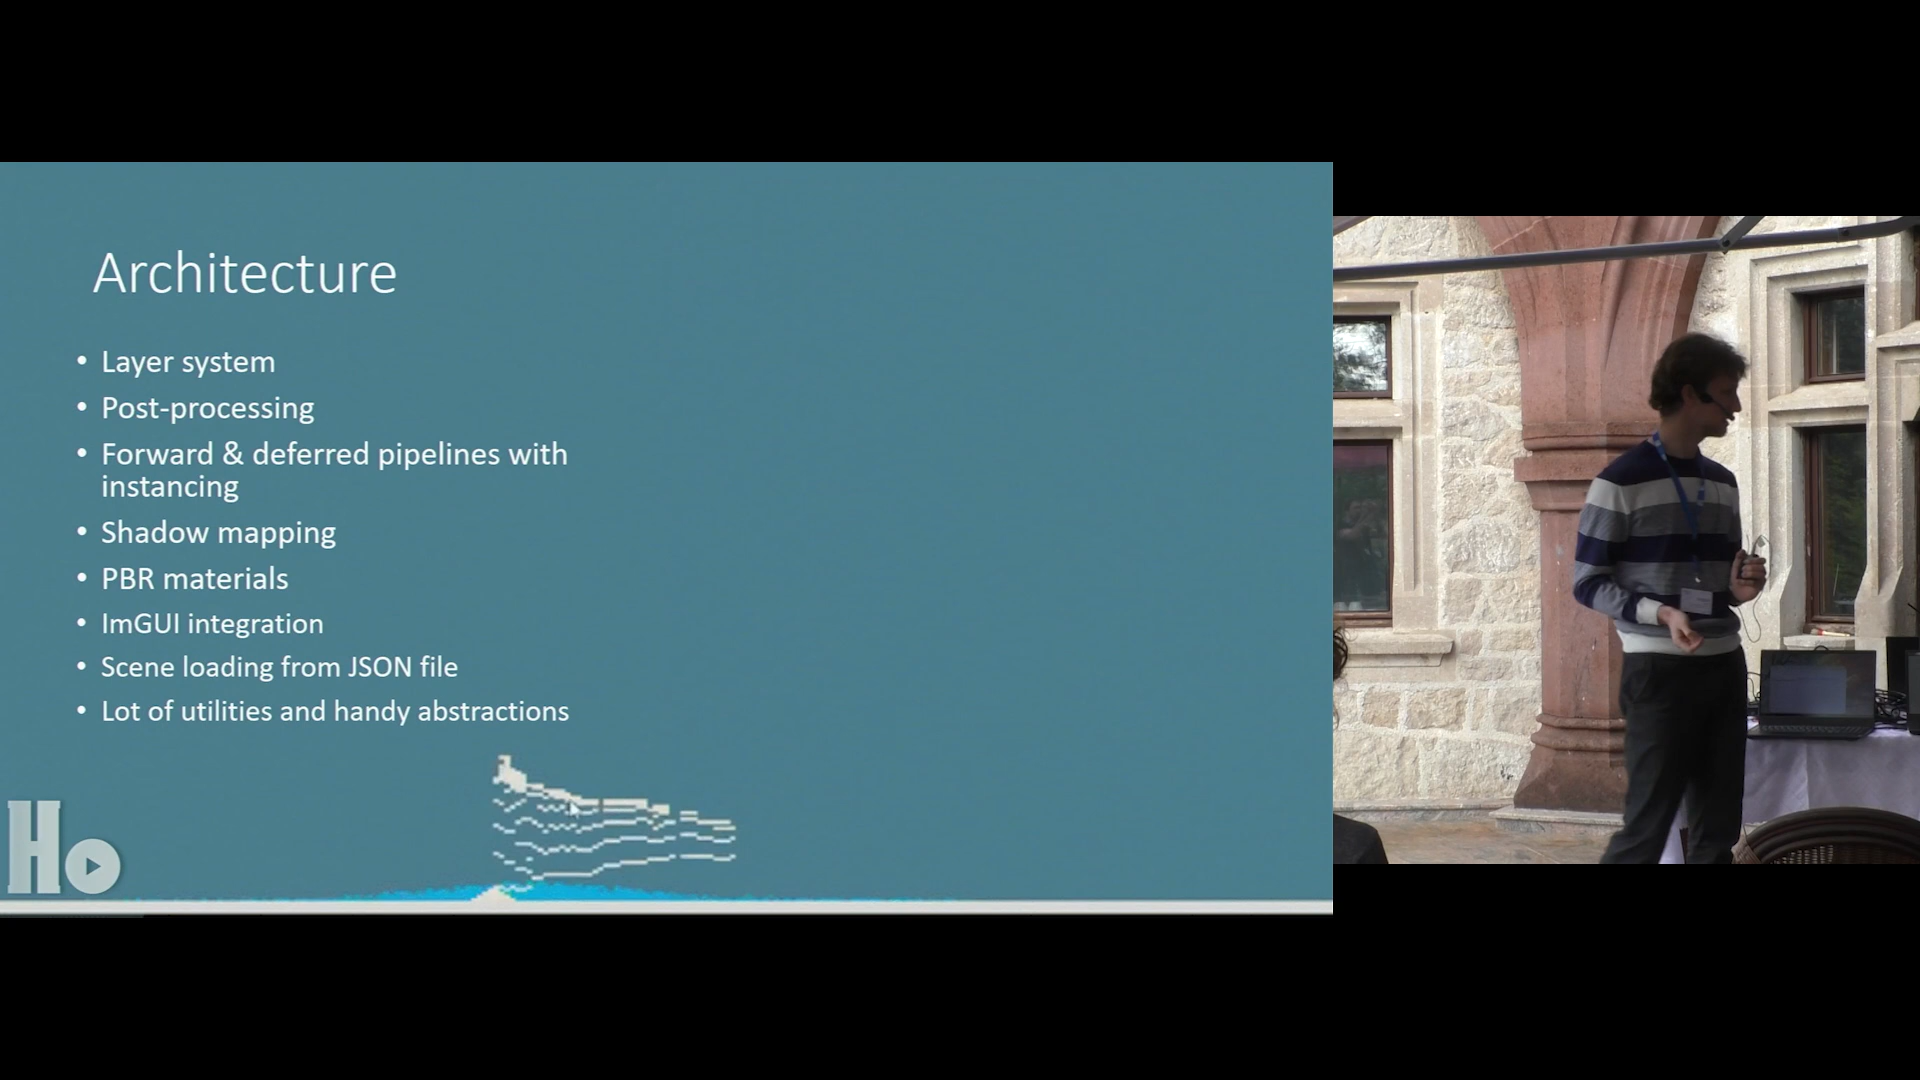 Architecture
• Layer system
• Post-processing
• Forward & deferred pipelines with
instancing
• Shadow mapping
• PBR materials
• ImGUI integration
• Scene loading from JSON file
• Lot of utilities and handy abstractions
Ho